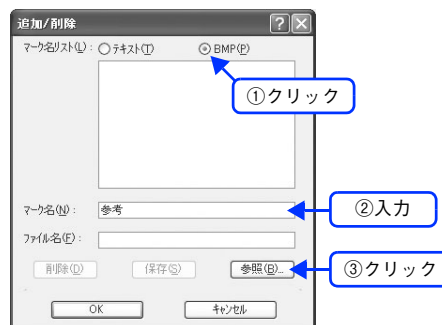 追加/削除
マーク名リスト(L): テキスト(T) BMP(P)
①クリック
マーク名(N): 参考
②入力
ファイル名(F):
削除(D) 保存(S) 参照(B)...
③クリック
OK キャンセル